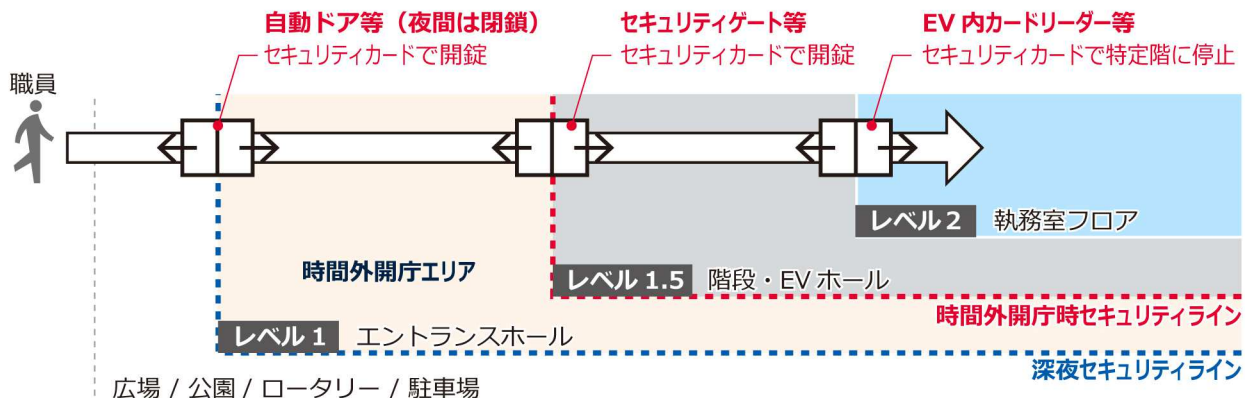 自動ドア等（夜間は閉鎖）
セキュリティカードで開錠
セキュリティゲート等
セキュリティカードで開錠
EV 内カードリーダー等
セキュリティカードで特定階に停止
職員
レベル 2 執務室フロア
時間外開庁エリア
レベル 1.5 階段・EV ホール
時間外開庁時セキュリティライン
レベル 1 エントランスホール
深夜セキュリティライン
広場 / 公園 / ロータリー / 駐車場